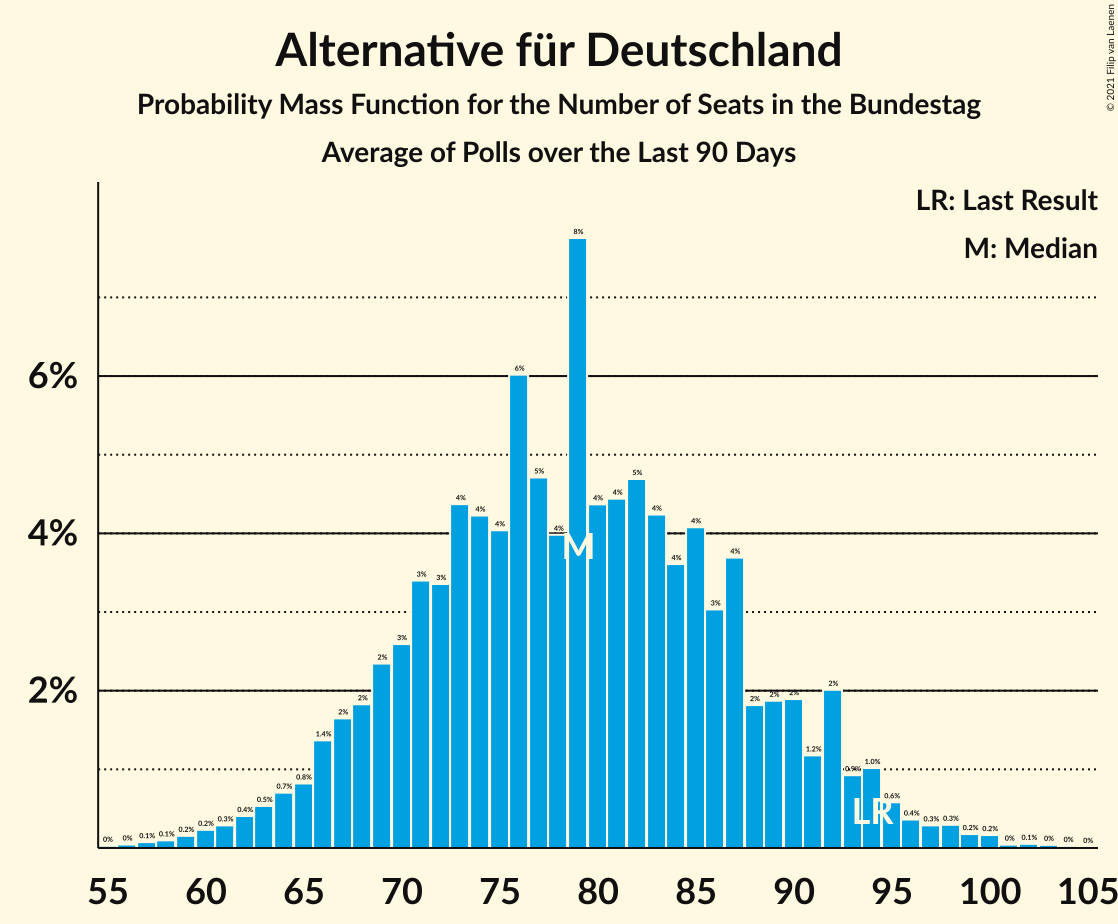 Alternative für Deutschland
Probability Mass Function for the Number of Seats in the Bundestag
Average of Polls over the Last 90 Days
© 2021 Filip van Laenen
LR: Last Result
M: Median
6%
4%
2%
0% 0% 0.1% 0.1% 0.2% 0.2% 0.3% 0.4% 0.5% 0.7% 0.8% 1.4% 2% 2% 2% 3% 3% 3% 4% 4% 4% 6% 5% 4% 8% 4% 4% 5% 4% 4% 4% 3% 4% 2% 2% 2% 1.2% 2% 0.9% 1.0% 0.6% 0.4% 0.3% 0.3% 0.2% 0.2% 0% 0.1% 0% 0% 0%
M
LR
55 60 65 70 75 80 85 90 95 100 105